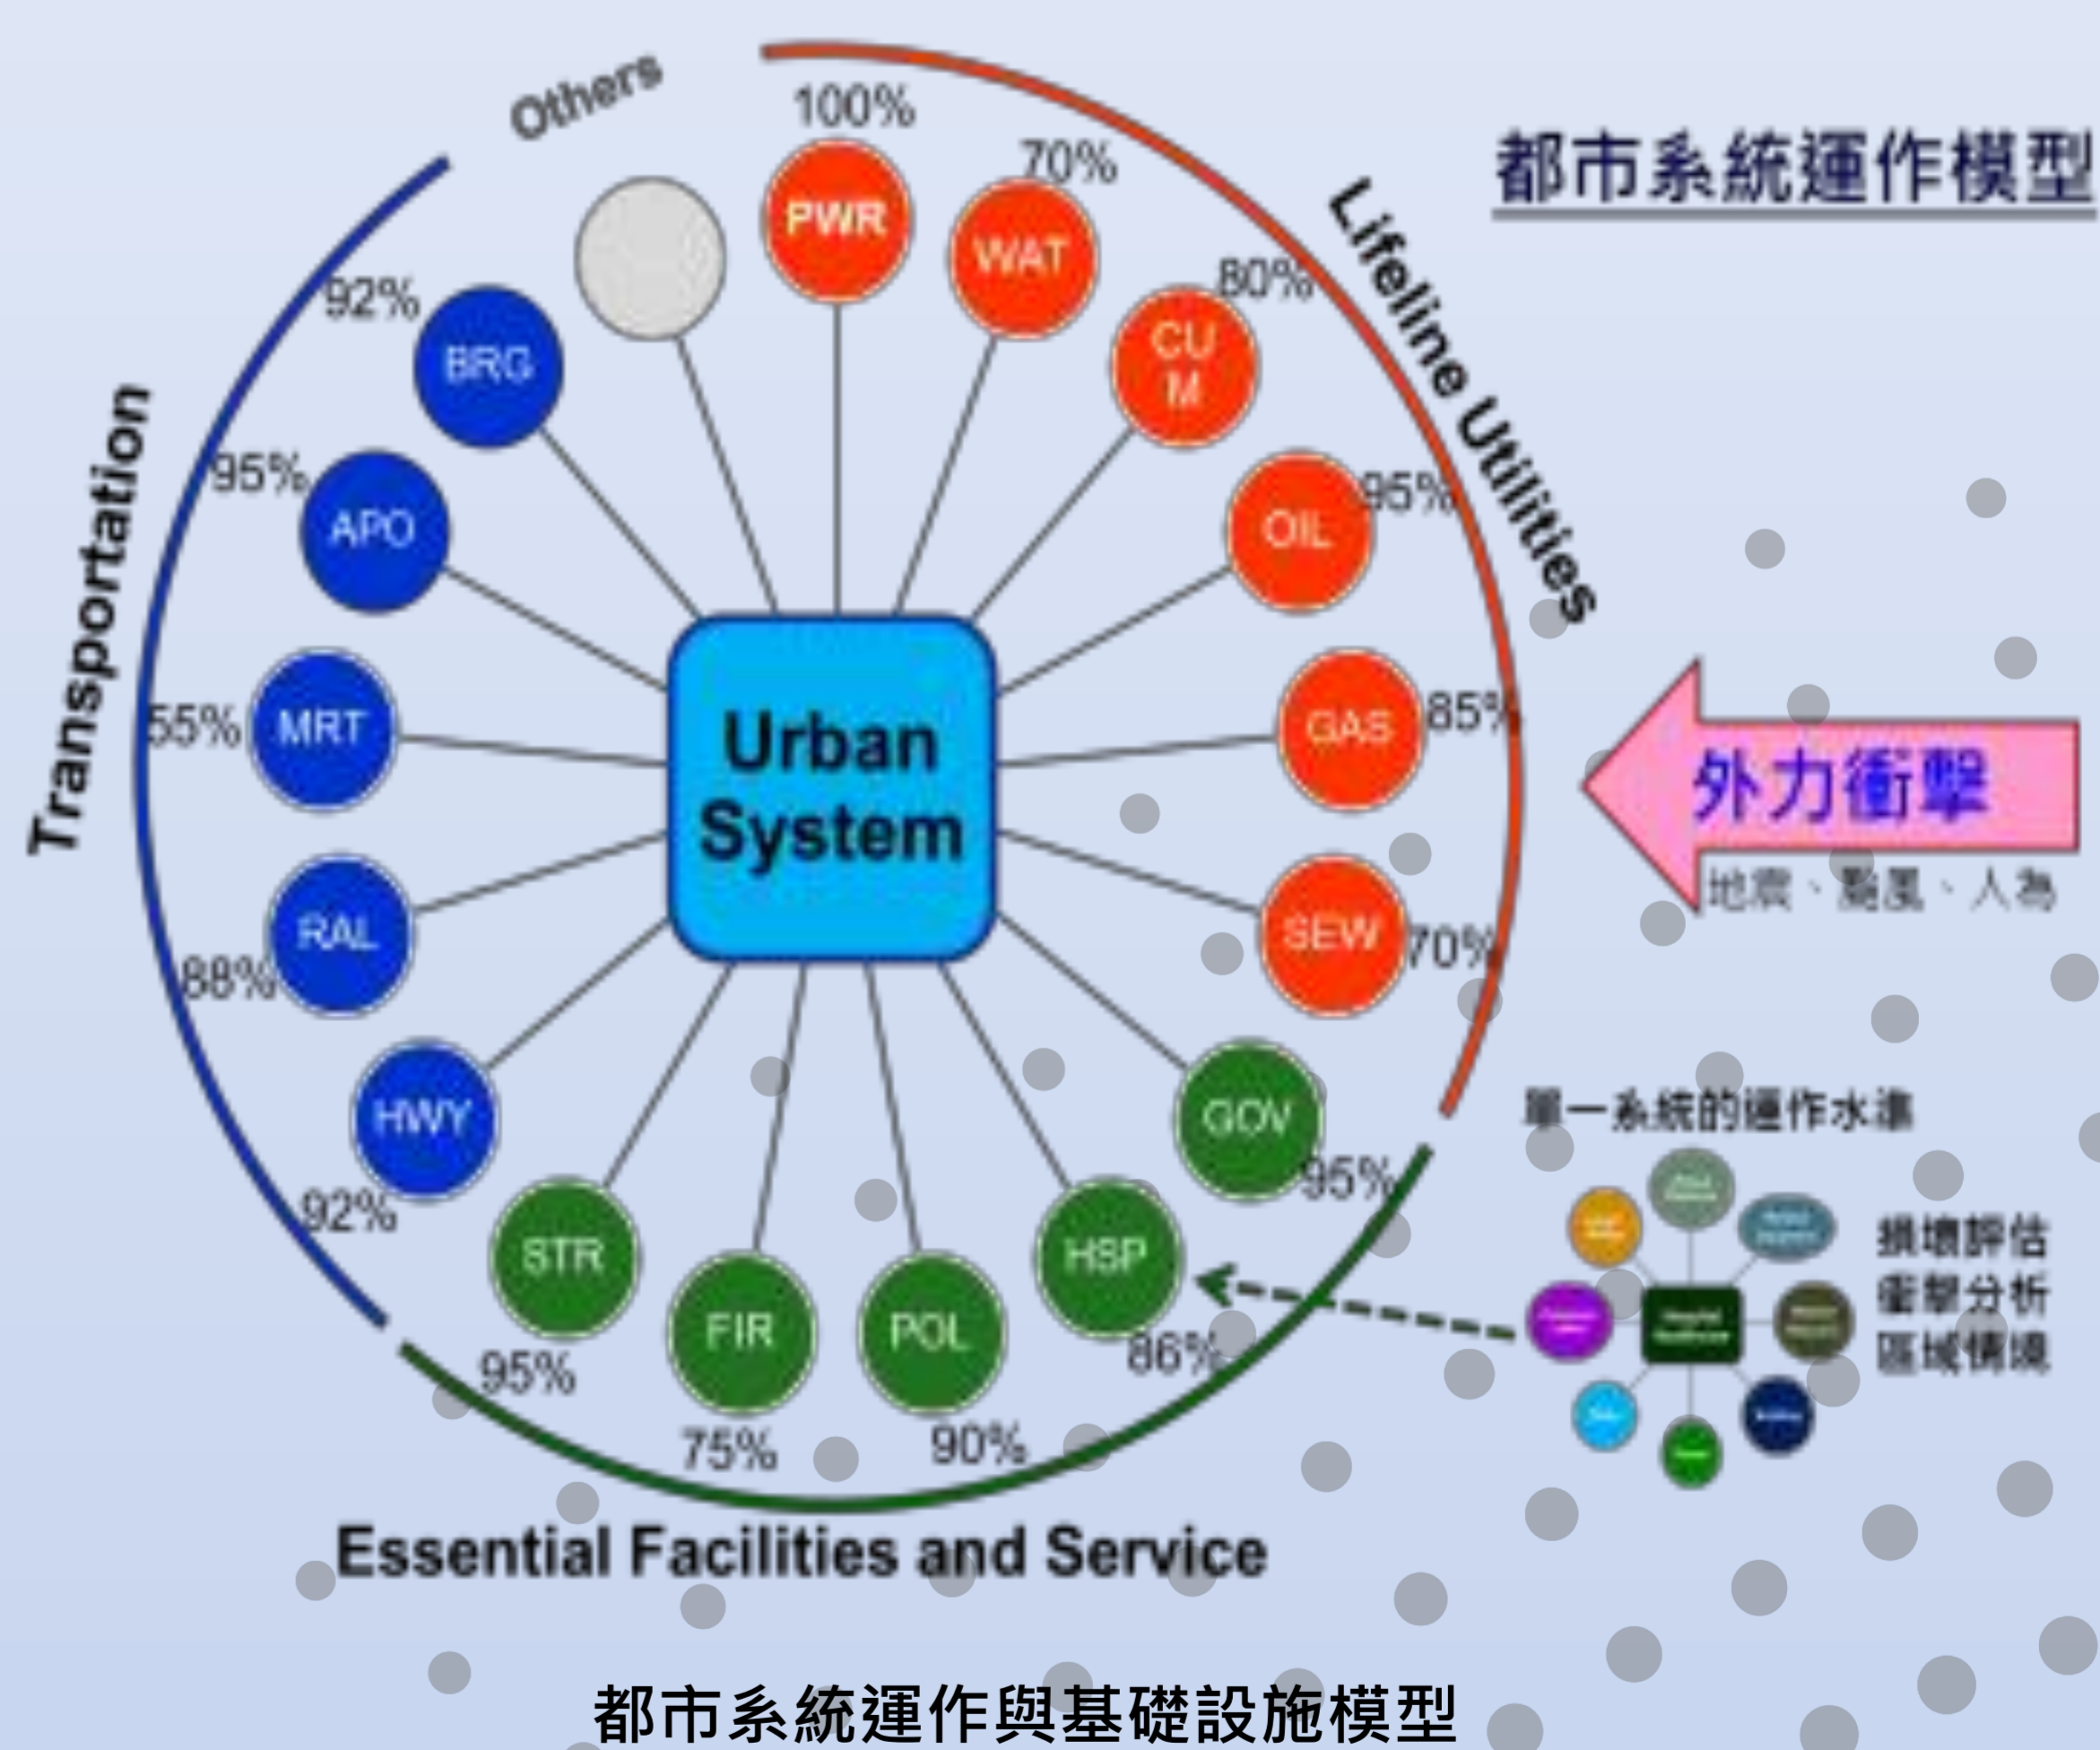 Others
100%
70%
都市系統運作模型
PWR
WAT
80%
Lifeline Utilities
92%
BRG
CU
M
95%
APO
OIL
95%
Transportation
55%
MRT
GAS
85%
Urban
System
外力衝擊
地震、颱風、人為
RAL
88%
SEW
70%
HWY
92%
GOV
95%
單一系統的運作水準
STR
95%
FIR
75%
POL
90%
HSP
86%
損壞評估
衝擊分析
區域情境
Essential Facilities and Service
都市系統運作與基礎設施模型